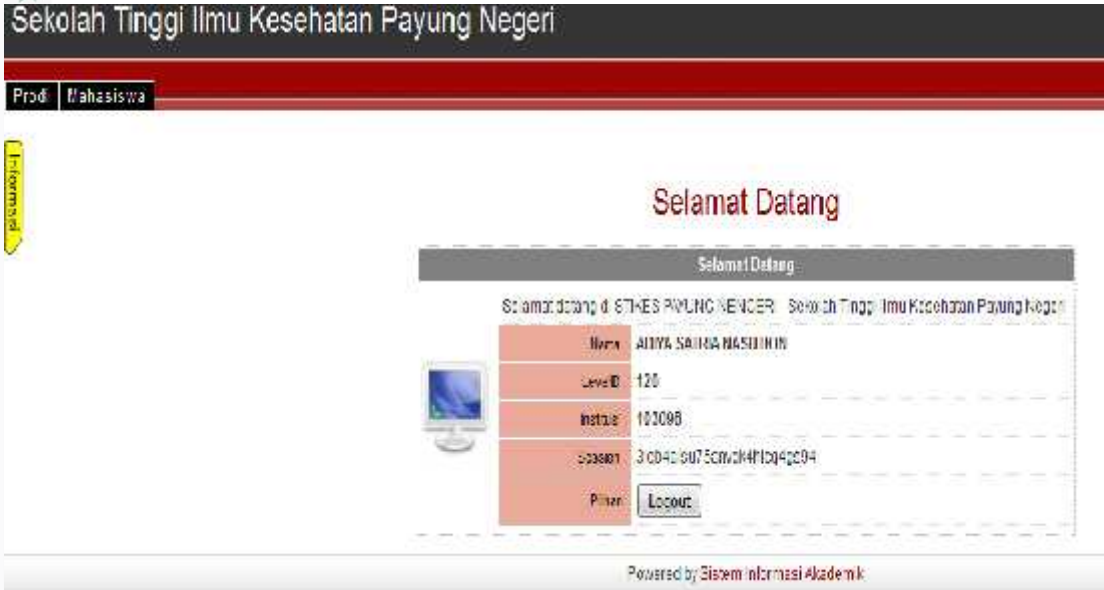 Sekolah Tinggi Ilmu Kesehatan Payung Negeri
Prodi Mahasiswa
Informasi
Selamat Datang
Selamat Datang
Selamat datang di STIKES PAYUNG - Sekolah Tinggi Ilmu Kesehatan Payung Negeri
Nama
LevelID 120
Institusi
Session
Pilihan Logout
Powered by Sistem Informasi Akademik